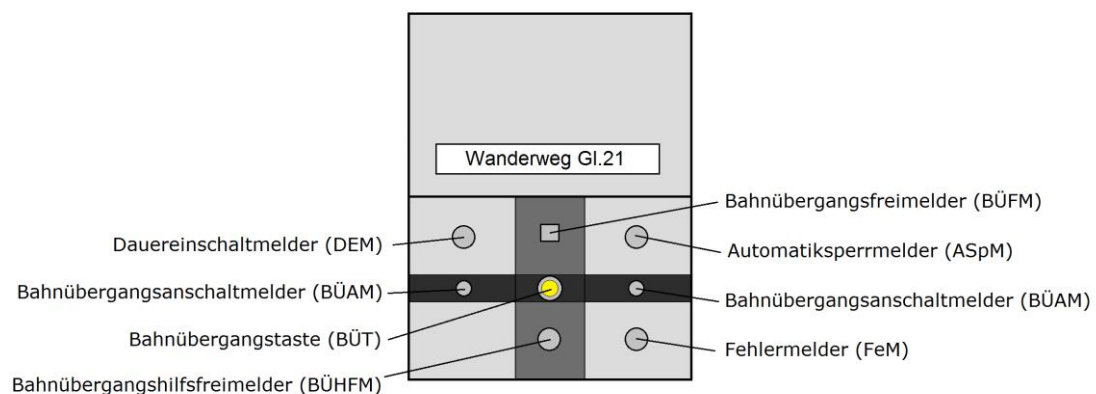 Wanderweg Gl.21
Bahnübergangsfreimelder (BÜFM)
Dauereinschaltmelder (DEM)
Automatiksperrmelder (ASpM)
Bahnübergangsanschaltmelder (BÜAM)
Bahnübergangsanschaltmelder (BÜAM)
Bahnübergangstaste (BÜT)
Fehlermelder (FeM)
Bahnübergangshilfsfreimelder (BÜHFM)